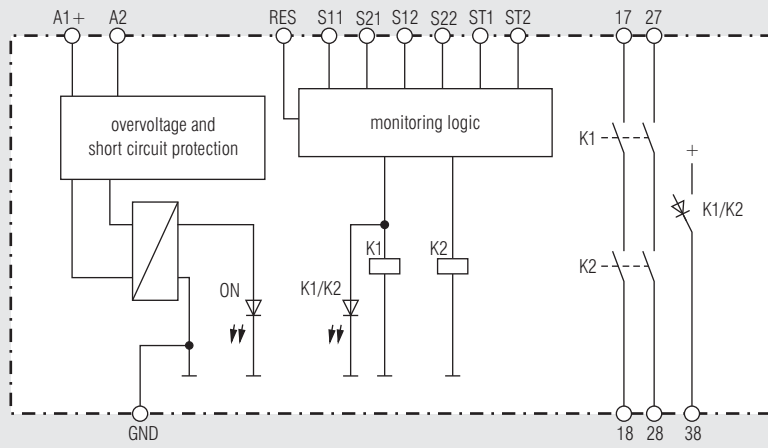 A1+ A2 RES S11 S21 S12 S22 ST1 ST2 17 27
overvoltage and
short circuit protection
monitoring logic
K1
+
K1/K2
K1 K2
K2
ON K1/K2
GND 18 28 38